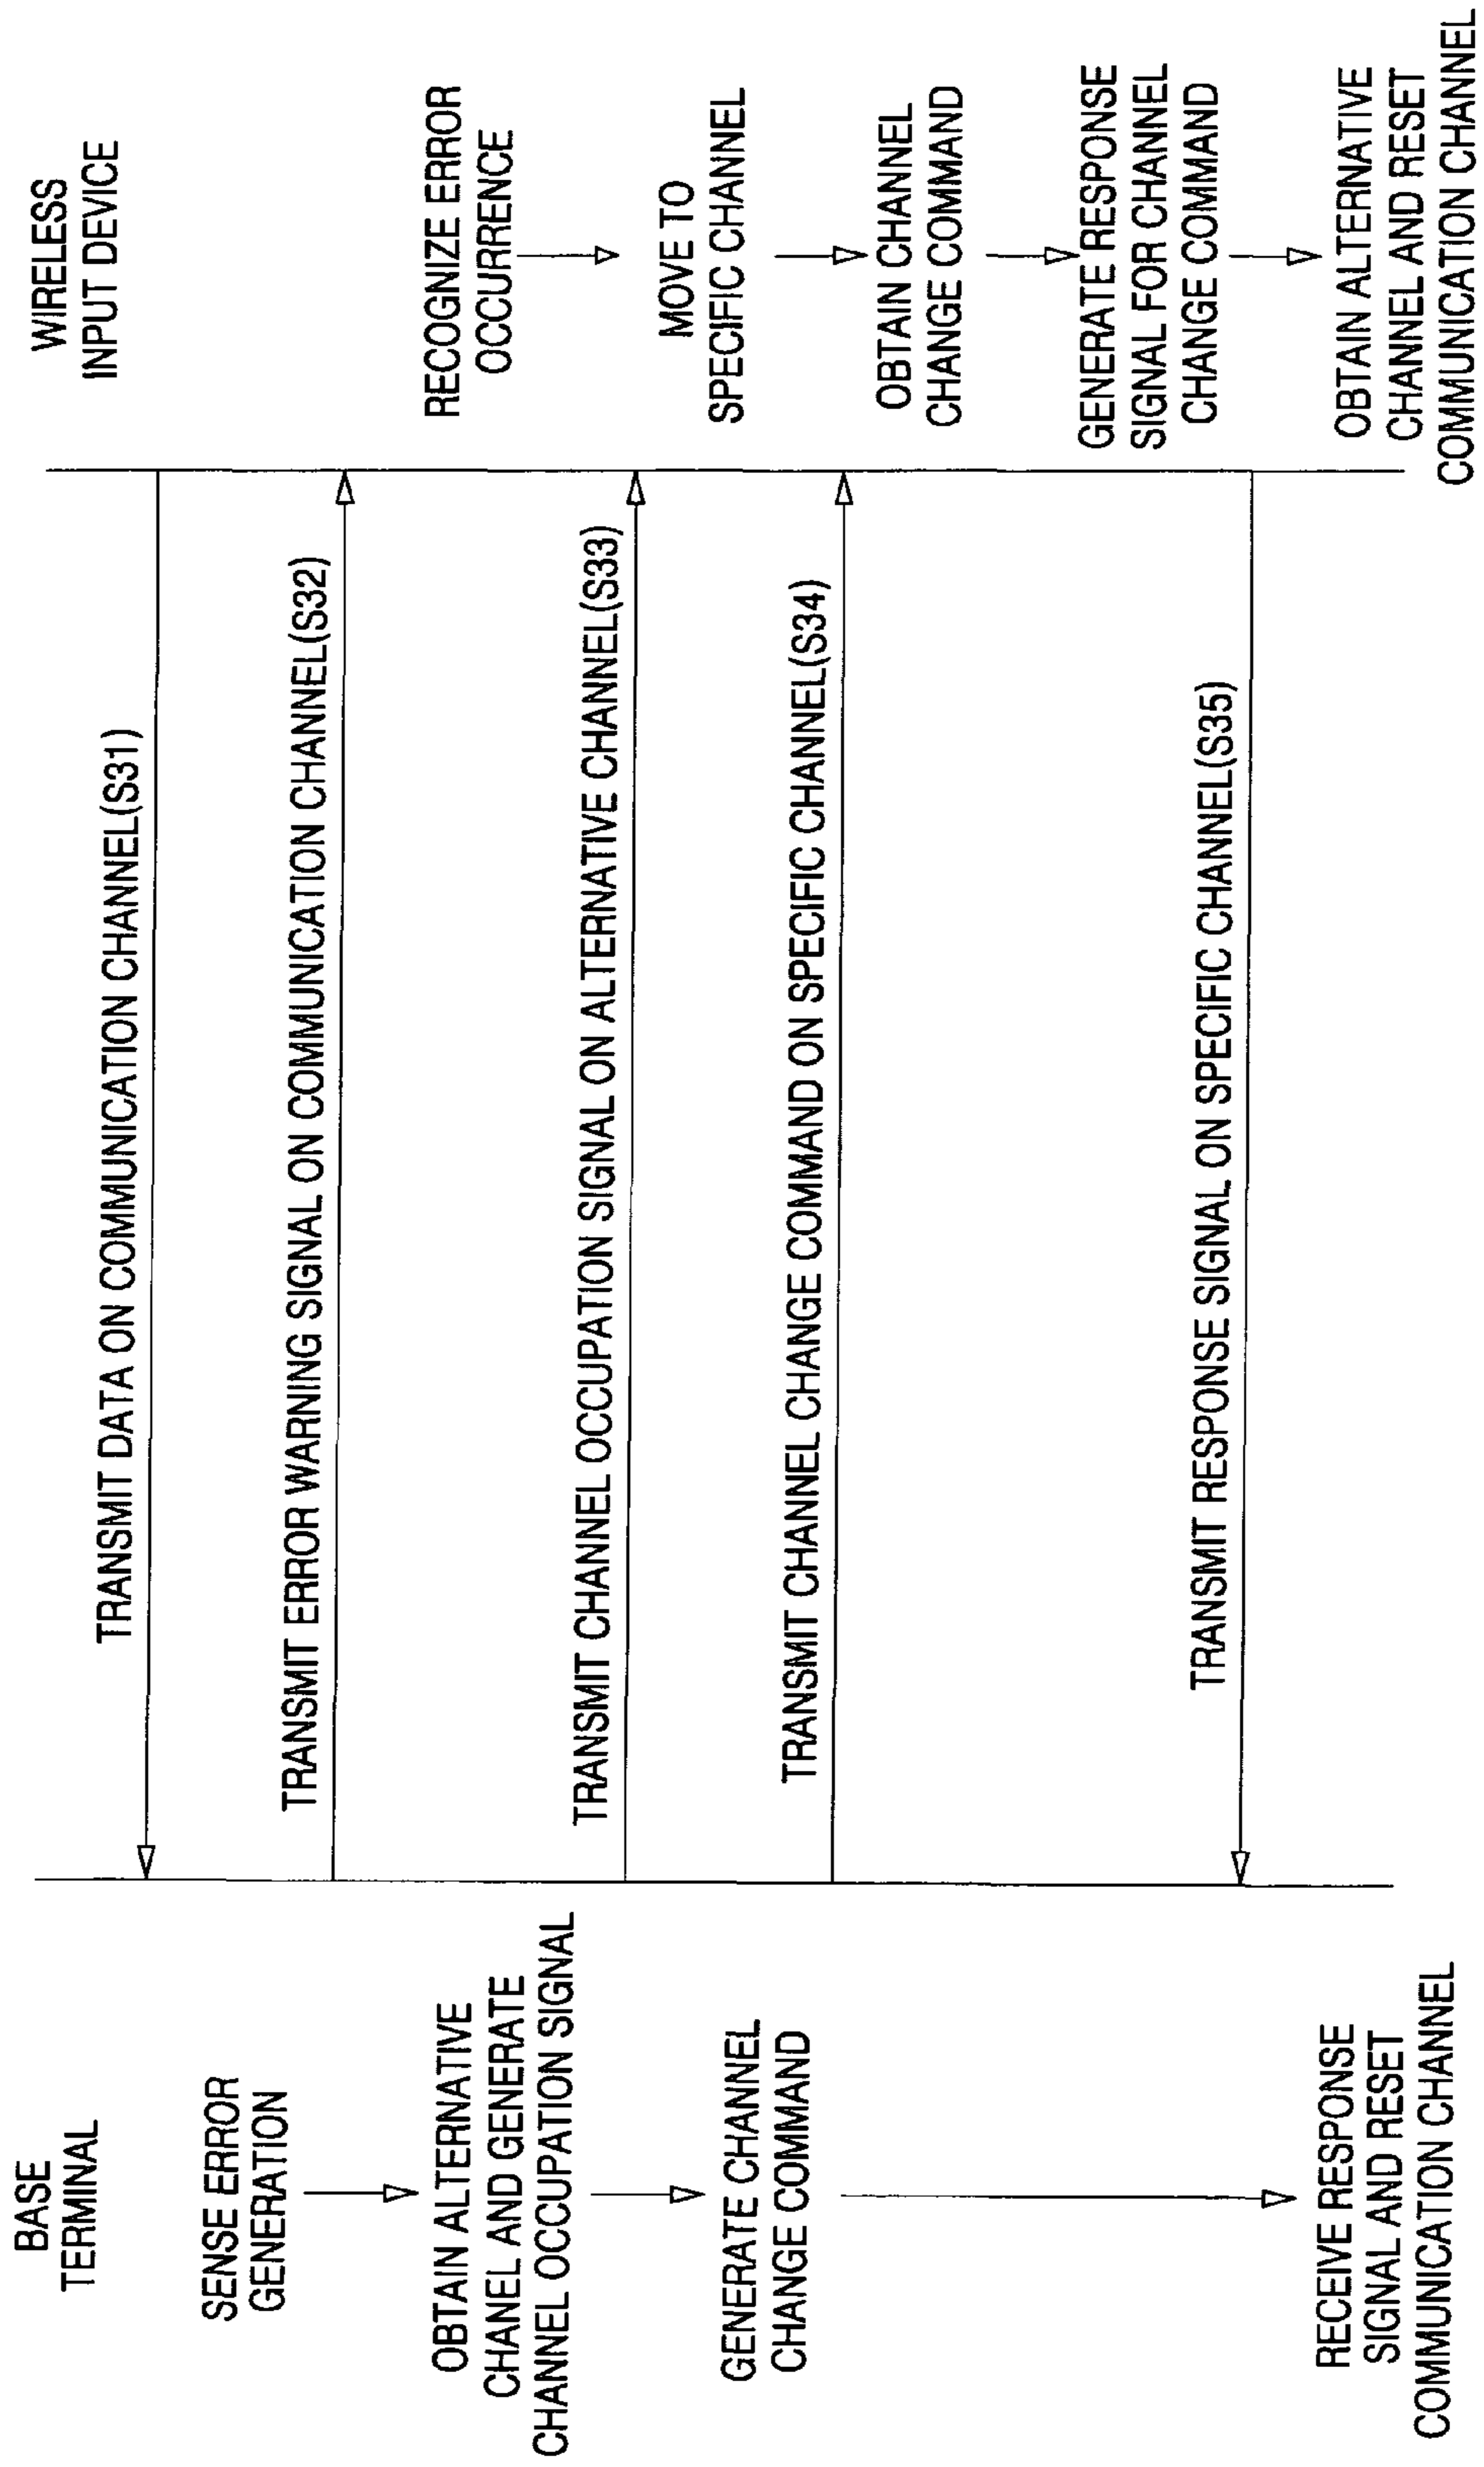 BASE
TERMINAL
WIRELESS
INPUT DEVICE
TRANSMIT DATA ON COMMUNICATION CHANNEL(S31)
SENSE ERROR
GENERATION
TRANSMIT ERROR WARNING SIGNAL ON COMMUNICATION CHANNEL(S32)
RECOGNIZE ERROR
OCCURRENCE
OBTAIN ALTERNATIVE
CHANEL AND GENERATE
CHANNEL OCCUPATION SIGNAL
TRANSMIT CHANNEL OCCUPATION SIGNAL ON ALTERNATIVE CHANNEL(S33)
MOVE TO
SPECIFIC CHANNEL
GENERATE CHANNEL
CHANGE COMMAND
TRANSMIT CHANNEL CHANGE COMMAND ON SPECIFIC CHANNEL(S34)
OBTAIN CHANNEL
CHANGE COMMAND
GENERATE RESPONSE
SIGNAL FOR CHANNEL
CHANGE COMMAND
TRANSMIT RESPONSE SIGNAL ON SPECIFIC CHANNEL(S35)
RECEIVE RESPONSE
SIGNAL AND RESET
COMMUNICATION CHANNEL
OBTAIN ALTERNATIVE
CHANNEL AND RESET
COMMUNICATION CHANNEL